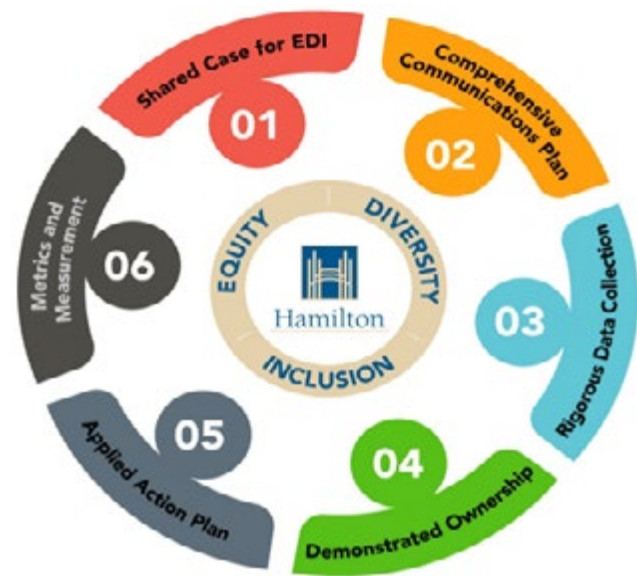 Shared Case for EDI
01
Comprehensive
Communications Plan
02
Rigorous Data Collection
03
Demonstrated Ownership
04
Applied Action Plan
05
Metrics and
Measurement
06
EQUITY
DIVERSITY
INCLUSION
Hamilton